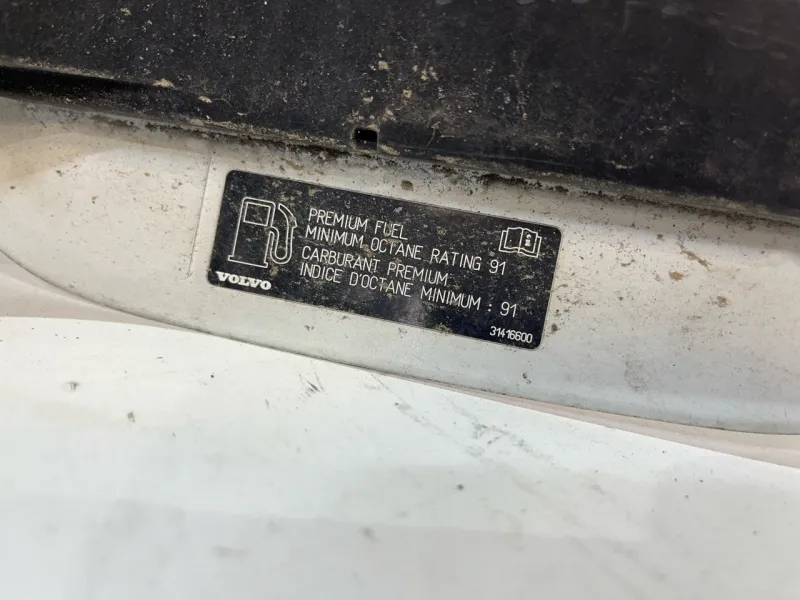 PREMIUM FUEL
MINIMUM OCTANE RATING 91
CARBURANT PREMIUM
INDICE D'OCTANE MINIMUM : 91
VOLVO
31416600